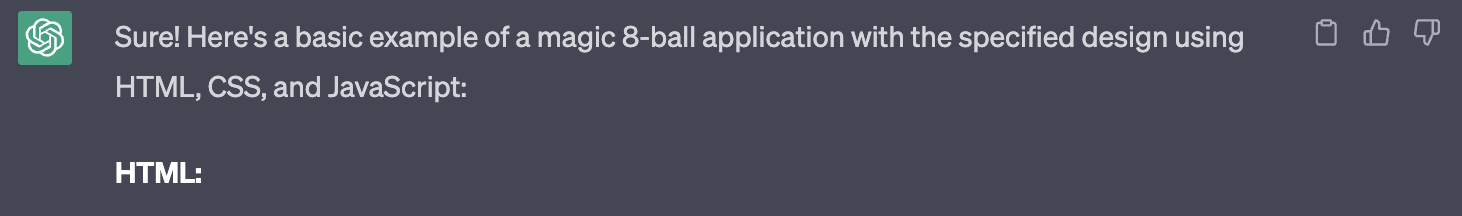 Sure! Here's a basic example of a magic 8-ball application with the specified design using
HTML, CSS, and JavaScript:
HTML: